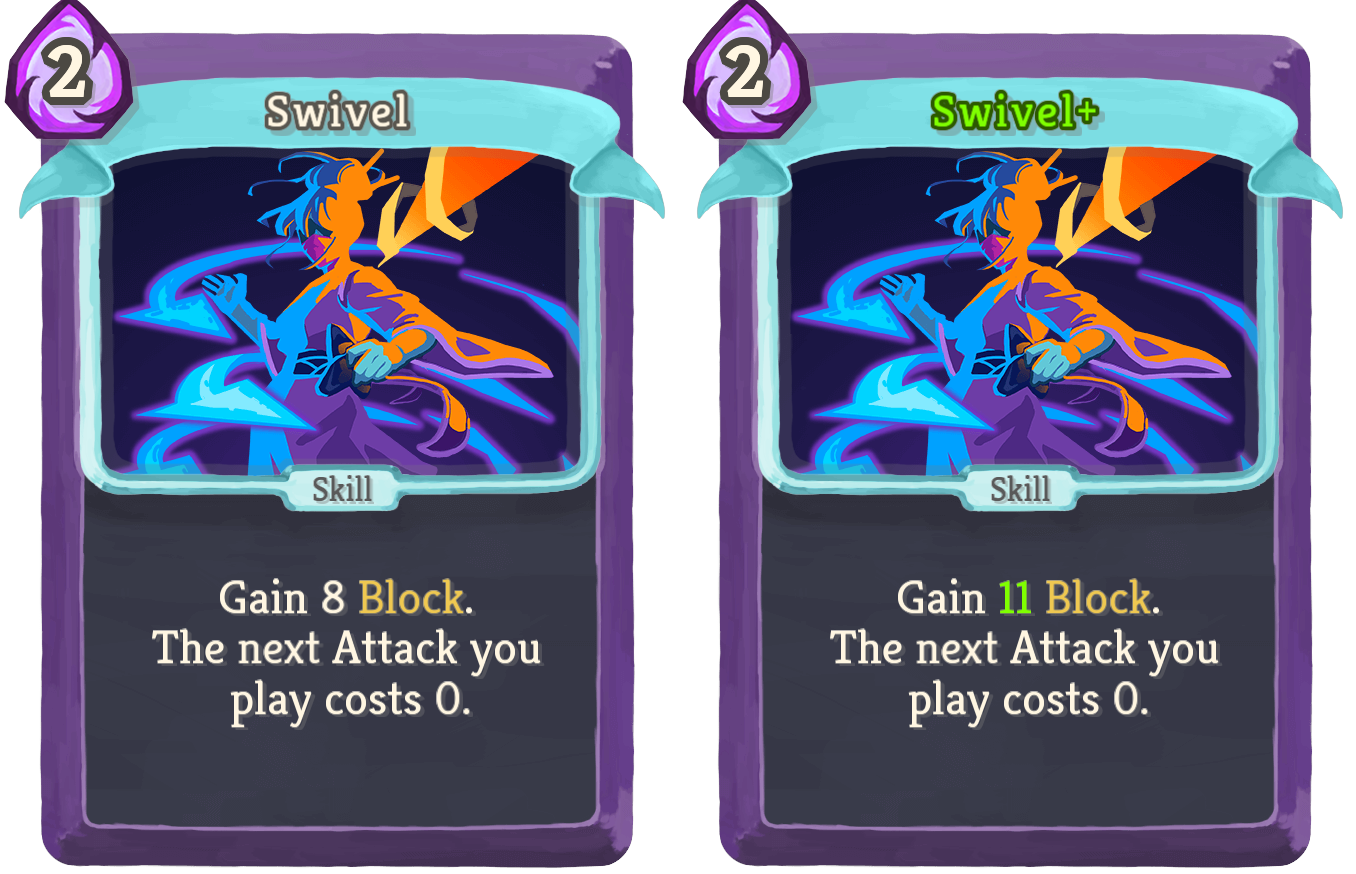 2
Swivel
Skill
Gain 8 Block.
The next Attack you
play costs 0.
2
Swivel+
Skill
Gain 11 Block.
The next Attack you
play costs 0.